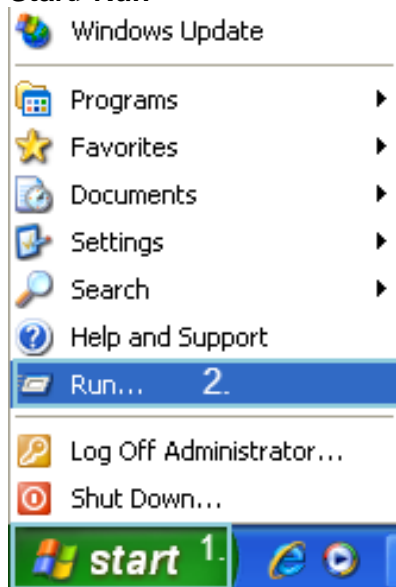 Windows Update
Programs
Favorites
Documents
Settings
Search
Help and Support
Run... 2.
Log Off Administrator...
Shut Down...
start 1.